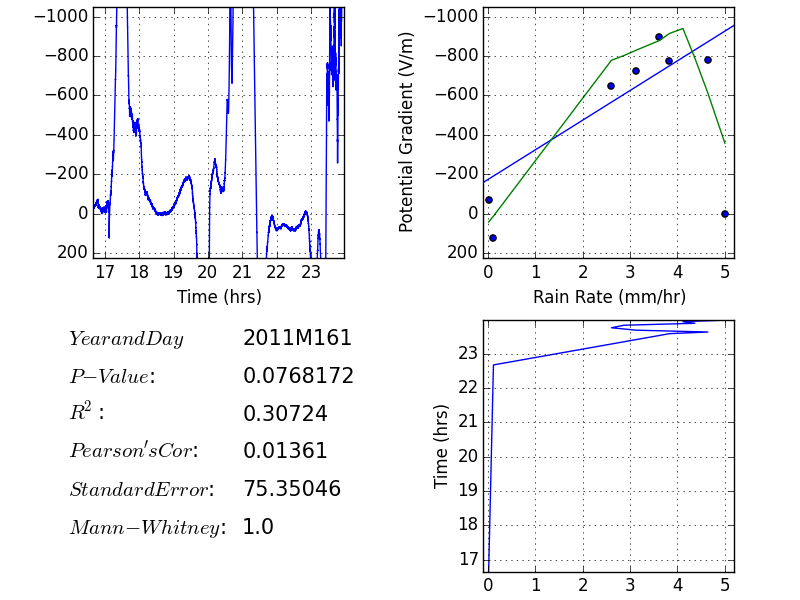 −1000
−800
−600
−400
−200
0
200
17 18 19 20 21 22 23
Time (hrs)
−1000
−800
−600
−400
−200
0
200
Potential Gradient (V/m)
0 1 2 3 4 5
Rain Rate (mm/hr)
YearandDay 2011M161
P−Value: 0.0768172
R²: 0.30724
Pearson'sCor: 0.01361
StandardError: 75.35046
Mann−Whitney: 1.0
23
22
21
20
19
18
17
Time (hrs)
0 1 2 3 4 5